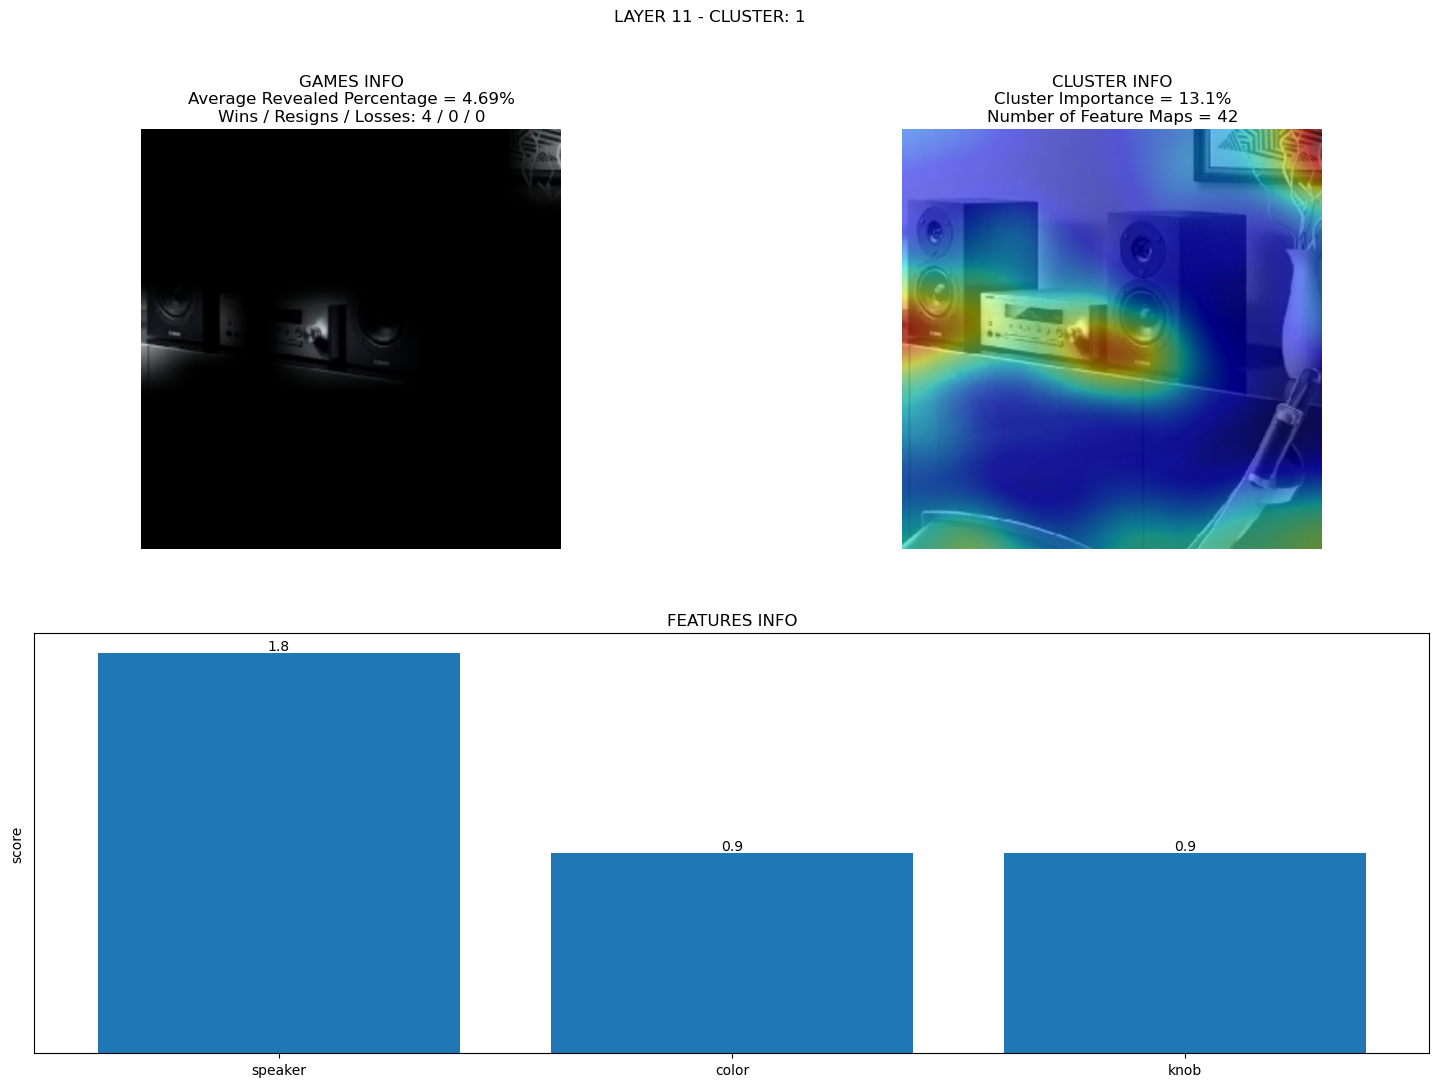 LAYER 11 - CLUSTER: 1
GAMES INFO
Average Revealed Percentage = 4.69%
Wins / Resigns / Losses: 4 / 0 / 0
CLUSTER INFO
Cluster Importance = 13.1%
Number of Feature Maps = 42
FEATURES INFO
score
1.8
0.9
0.9
speaker
color
knob